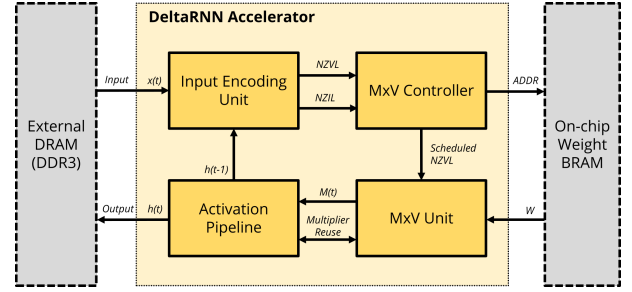 DeltaRNN Accelerator
Input
x(t)
Input Encoding
Unit
NZVL
NZIL
MxV Controller
ADDR
External
DRAM
(DDR3)
On-chip
Weight
BRAM
h(t-1)
Scheduled
NZVL
Output
h(t)
Activation
Pipeline
M(t)
Multiplier
Reuse
MxV Unit
W